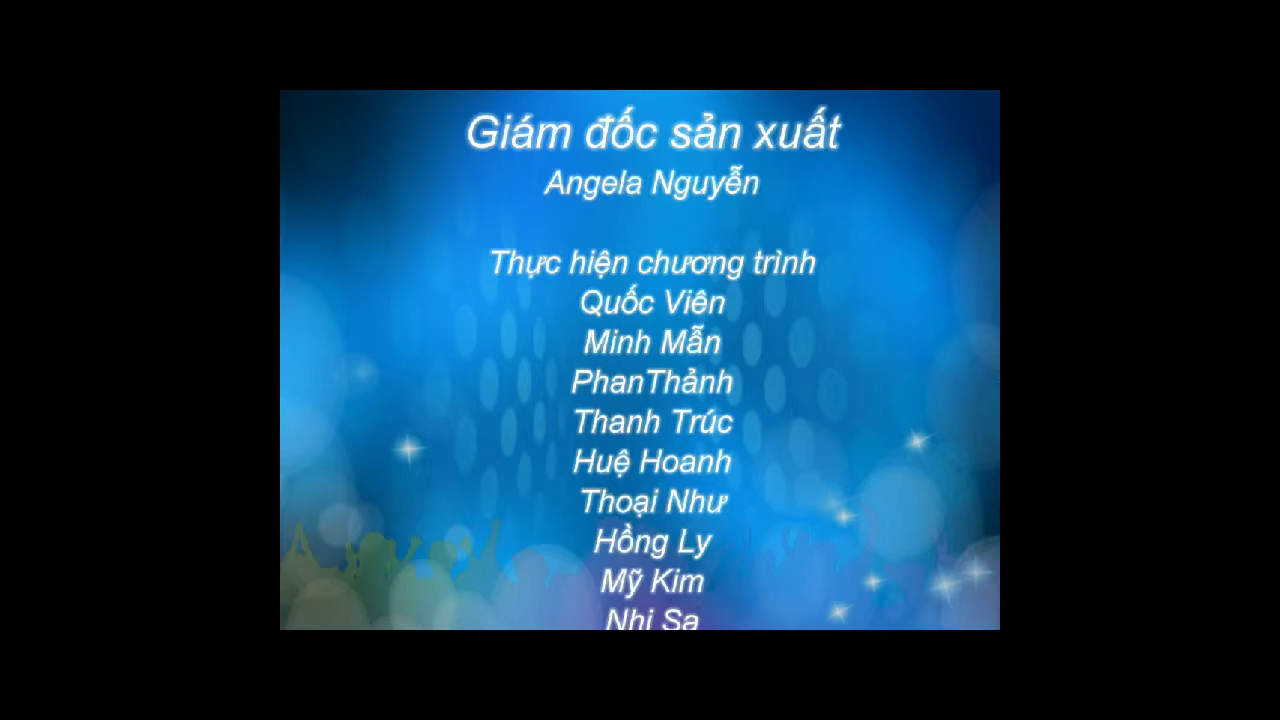 Giám đốc sản xuất
Angela Nguyễn
Thực hiện chương trình
Quốc Viên
Minh Mẫn
PhanThảnh
Thanh Trúc
Huệ Hoanh
Thoại Như
Hồng Ly
Mỹ Kim
Nhi Sa